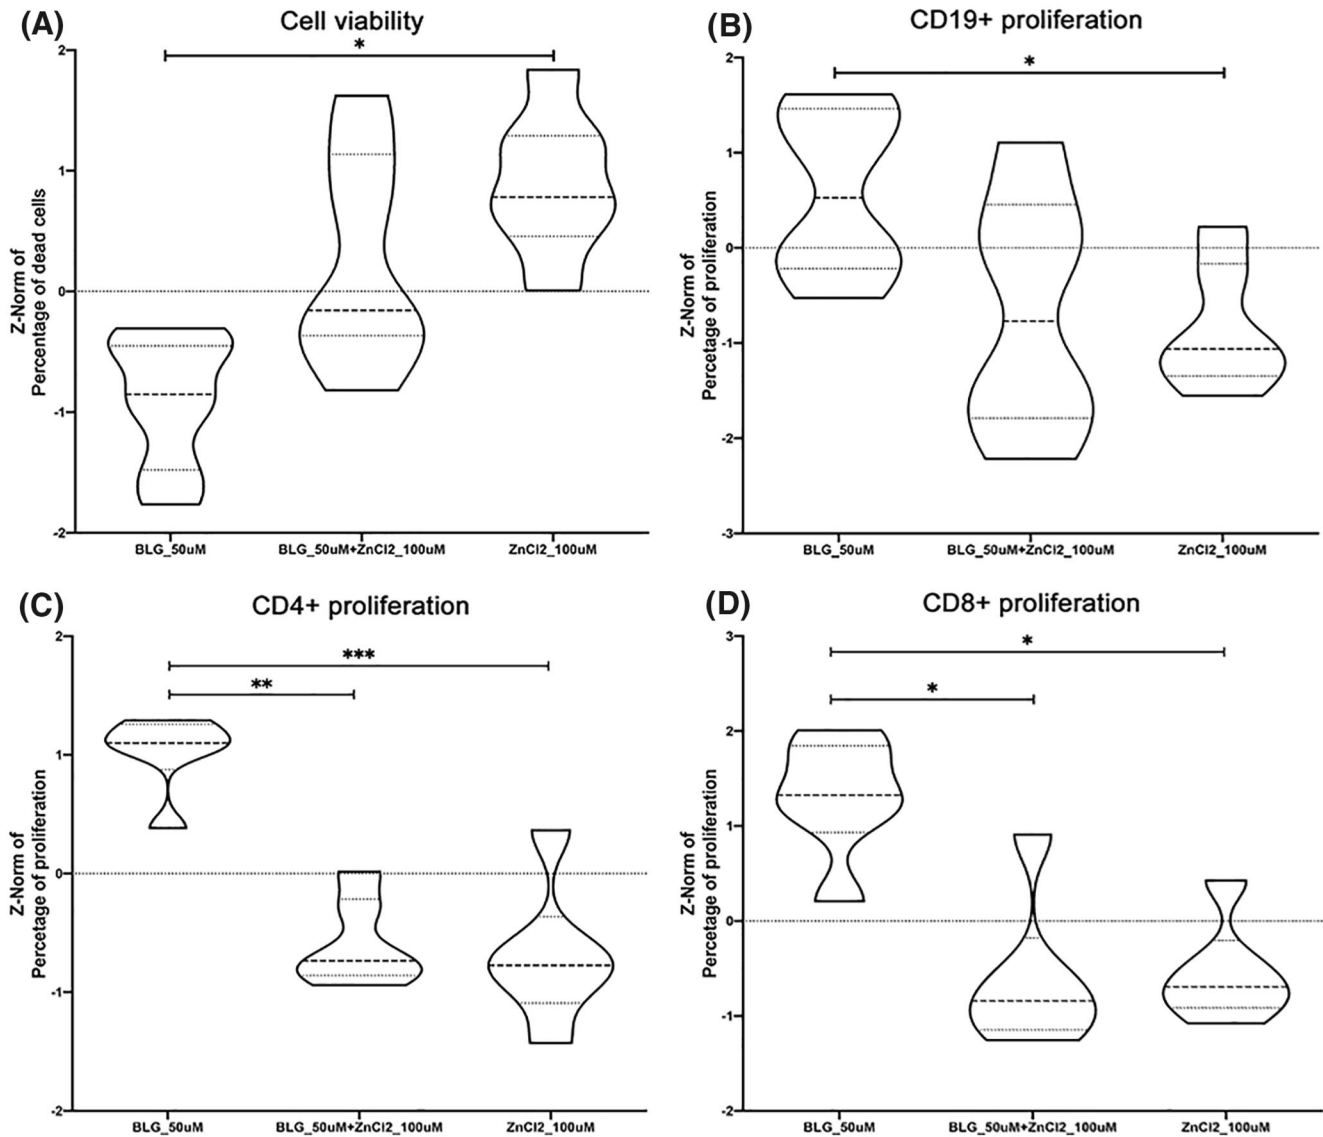 (A)
Cell viability
*
2
1
0
-1
-2
Z-Norm of
Percentage of dead cells
BLG_50uM
BLG_50uM+ZnCl2_100uM
ZnCl2_100uM
(B)
CD19+ proliferation
*
2
1
0
-1
-2
-3
Z-Norm of
Percetage of proliferation
BLG_50uM
BLG_50uM+ZnCl2_100uM
ZnCl2_100uM
(C)
CD4+ proliferation
***
**
2
1
0
-1
-2
Z-Norm of
Percetage of proliferation
BLG_50uM
BLG_50uM+ZnCl2_100uM
ZnCl2_100uM
(D)
CD8+ proliferation
*
*
3
2
1
0
-1
-2
Z-Norm of
Percetage of proliferation
BLG_50uM
BLG_50uM+ZnCl2_100uM
ZnCl2_100uM